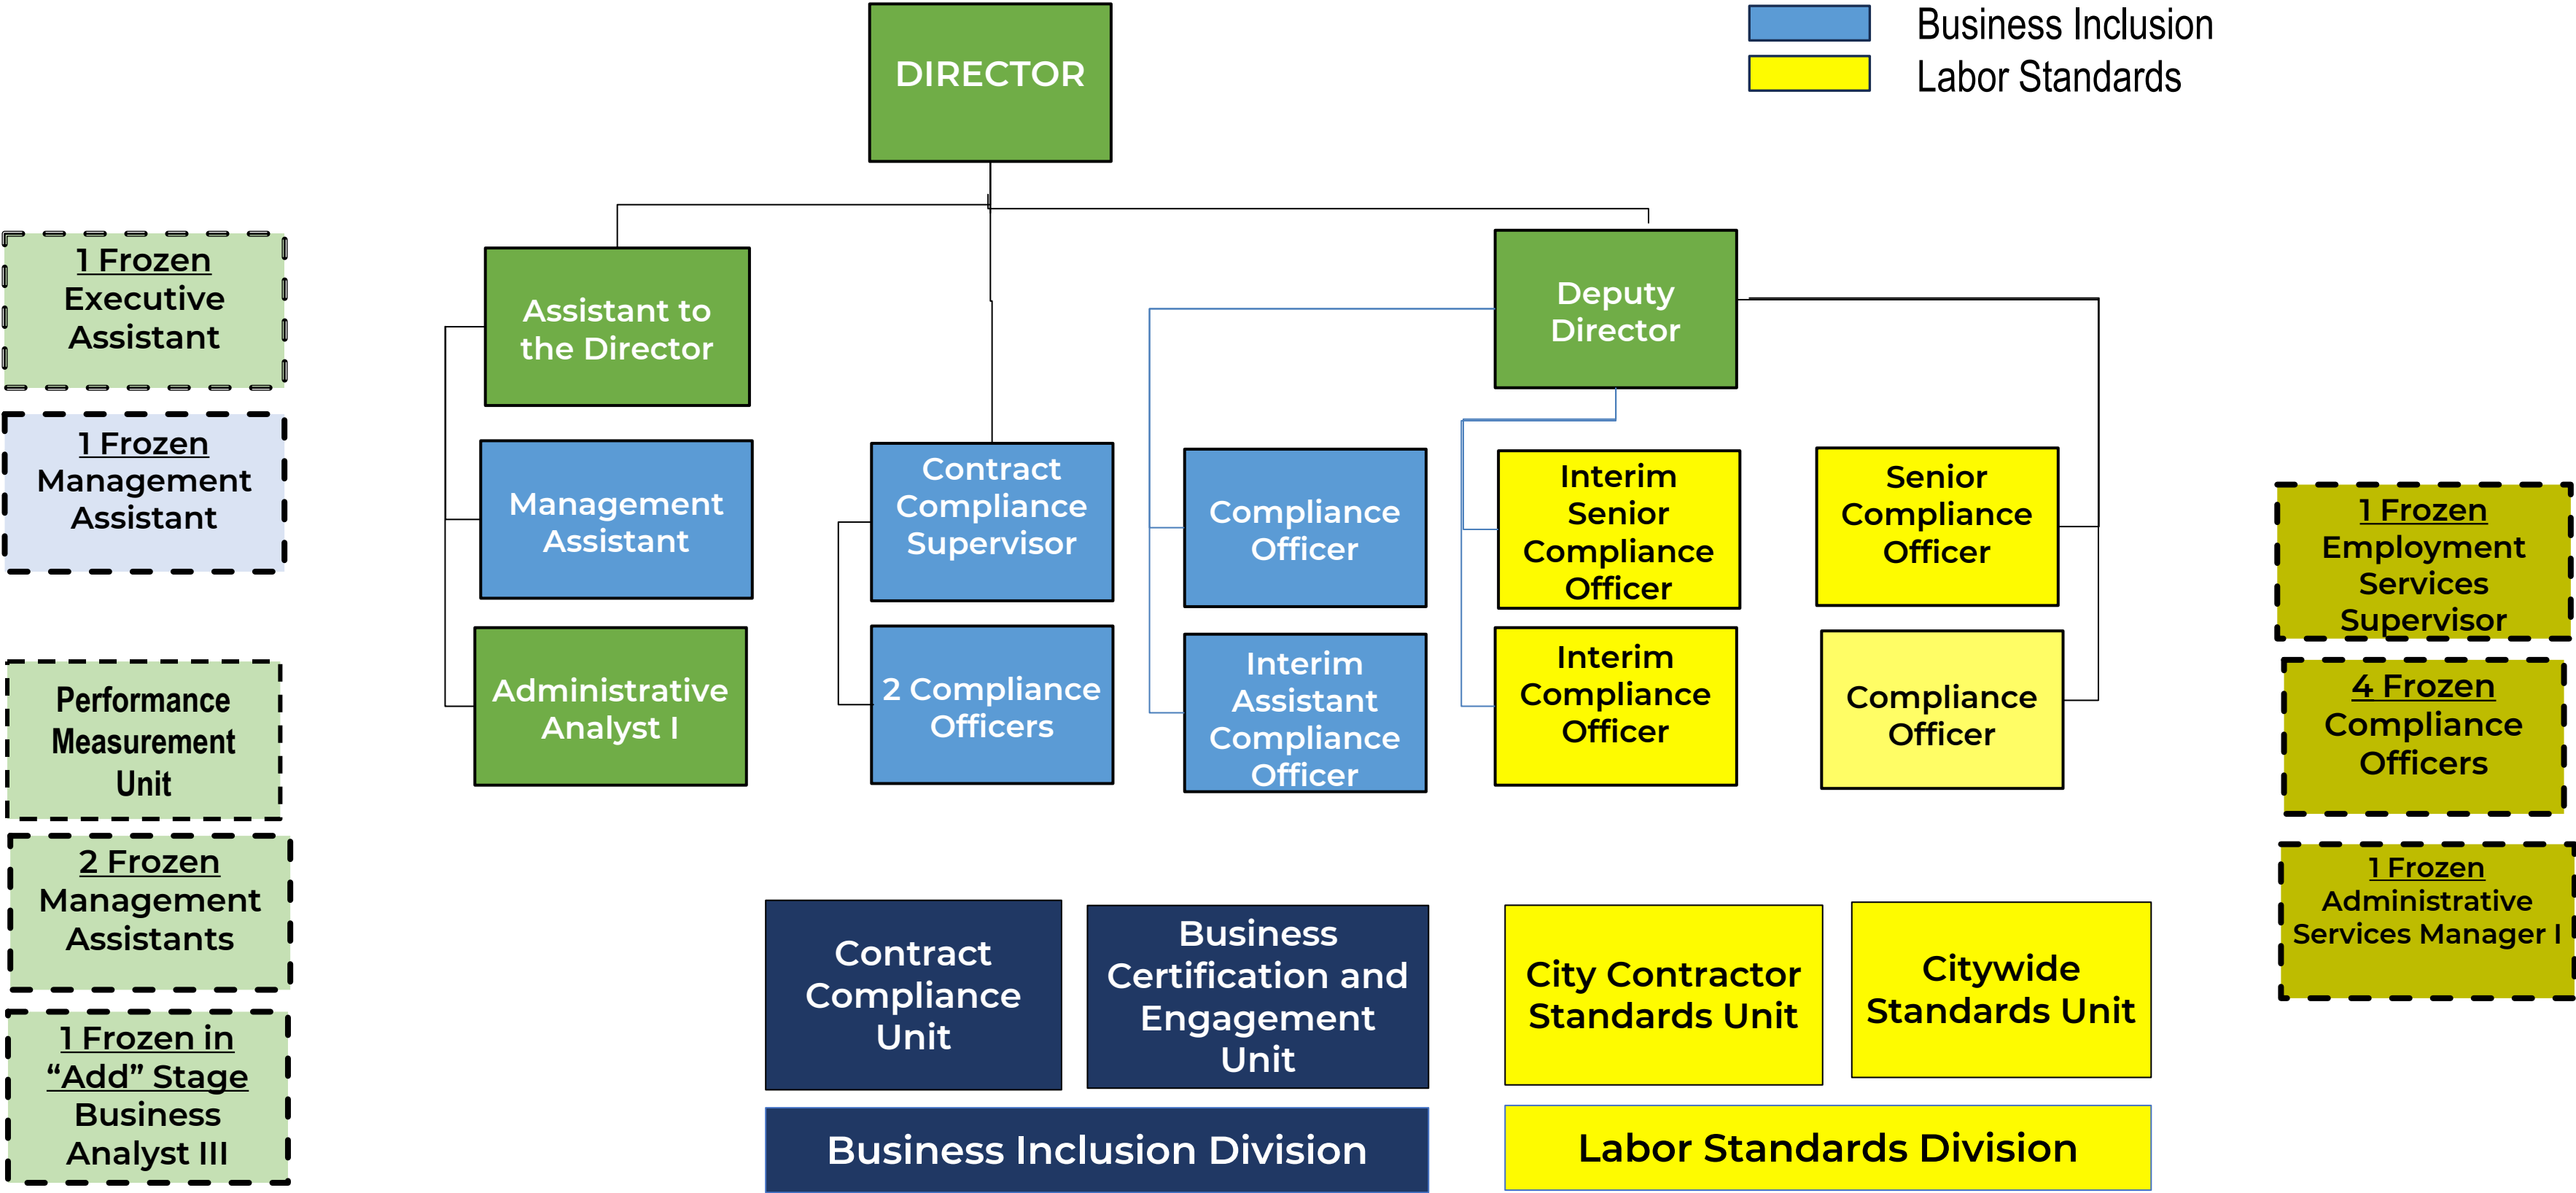 DIRECTOR
Business Inclusion
Labor Standards
1 Frozen
Executive
Assistant
1 Frozen
Management
Assistant
Performance
Measurement
Unit
2 Frozen
Management
Assistants
1 Frozen in
“Add” Stage
Business
Analyst III
Assistant to
the Director
Management
Assistant
Administrative
Analyst I
Contract
Compliance
Supervisor
2 Compliance
Officers
Deputy
Director
Compliance
Officer
Interim
Assistant
Compliance
Officer
Interim
Senior
Compliance
Officer
Interim
Compliance
Officer
Senior
Compliance
Officer
Compliance
Officer
1 Frozen
Employment
Services
Supervisor
4 Frozen
Compliance
Officers
1 Frozen
Administrative
Services Manager I
Contract
Compliance
Unit
Business
Certification and
Engagement
Unit
City Contractor
Standards Unit
Citywide
Standards Unit
Business Inclusion Division
Labor Standards Division